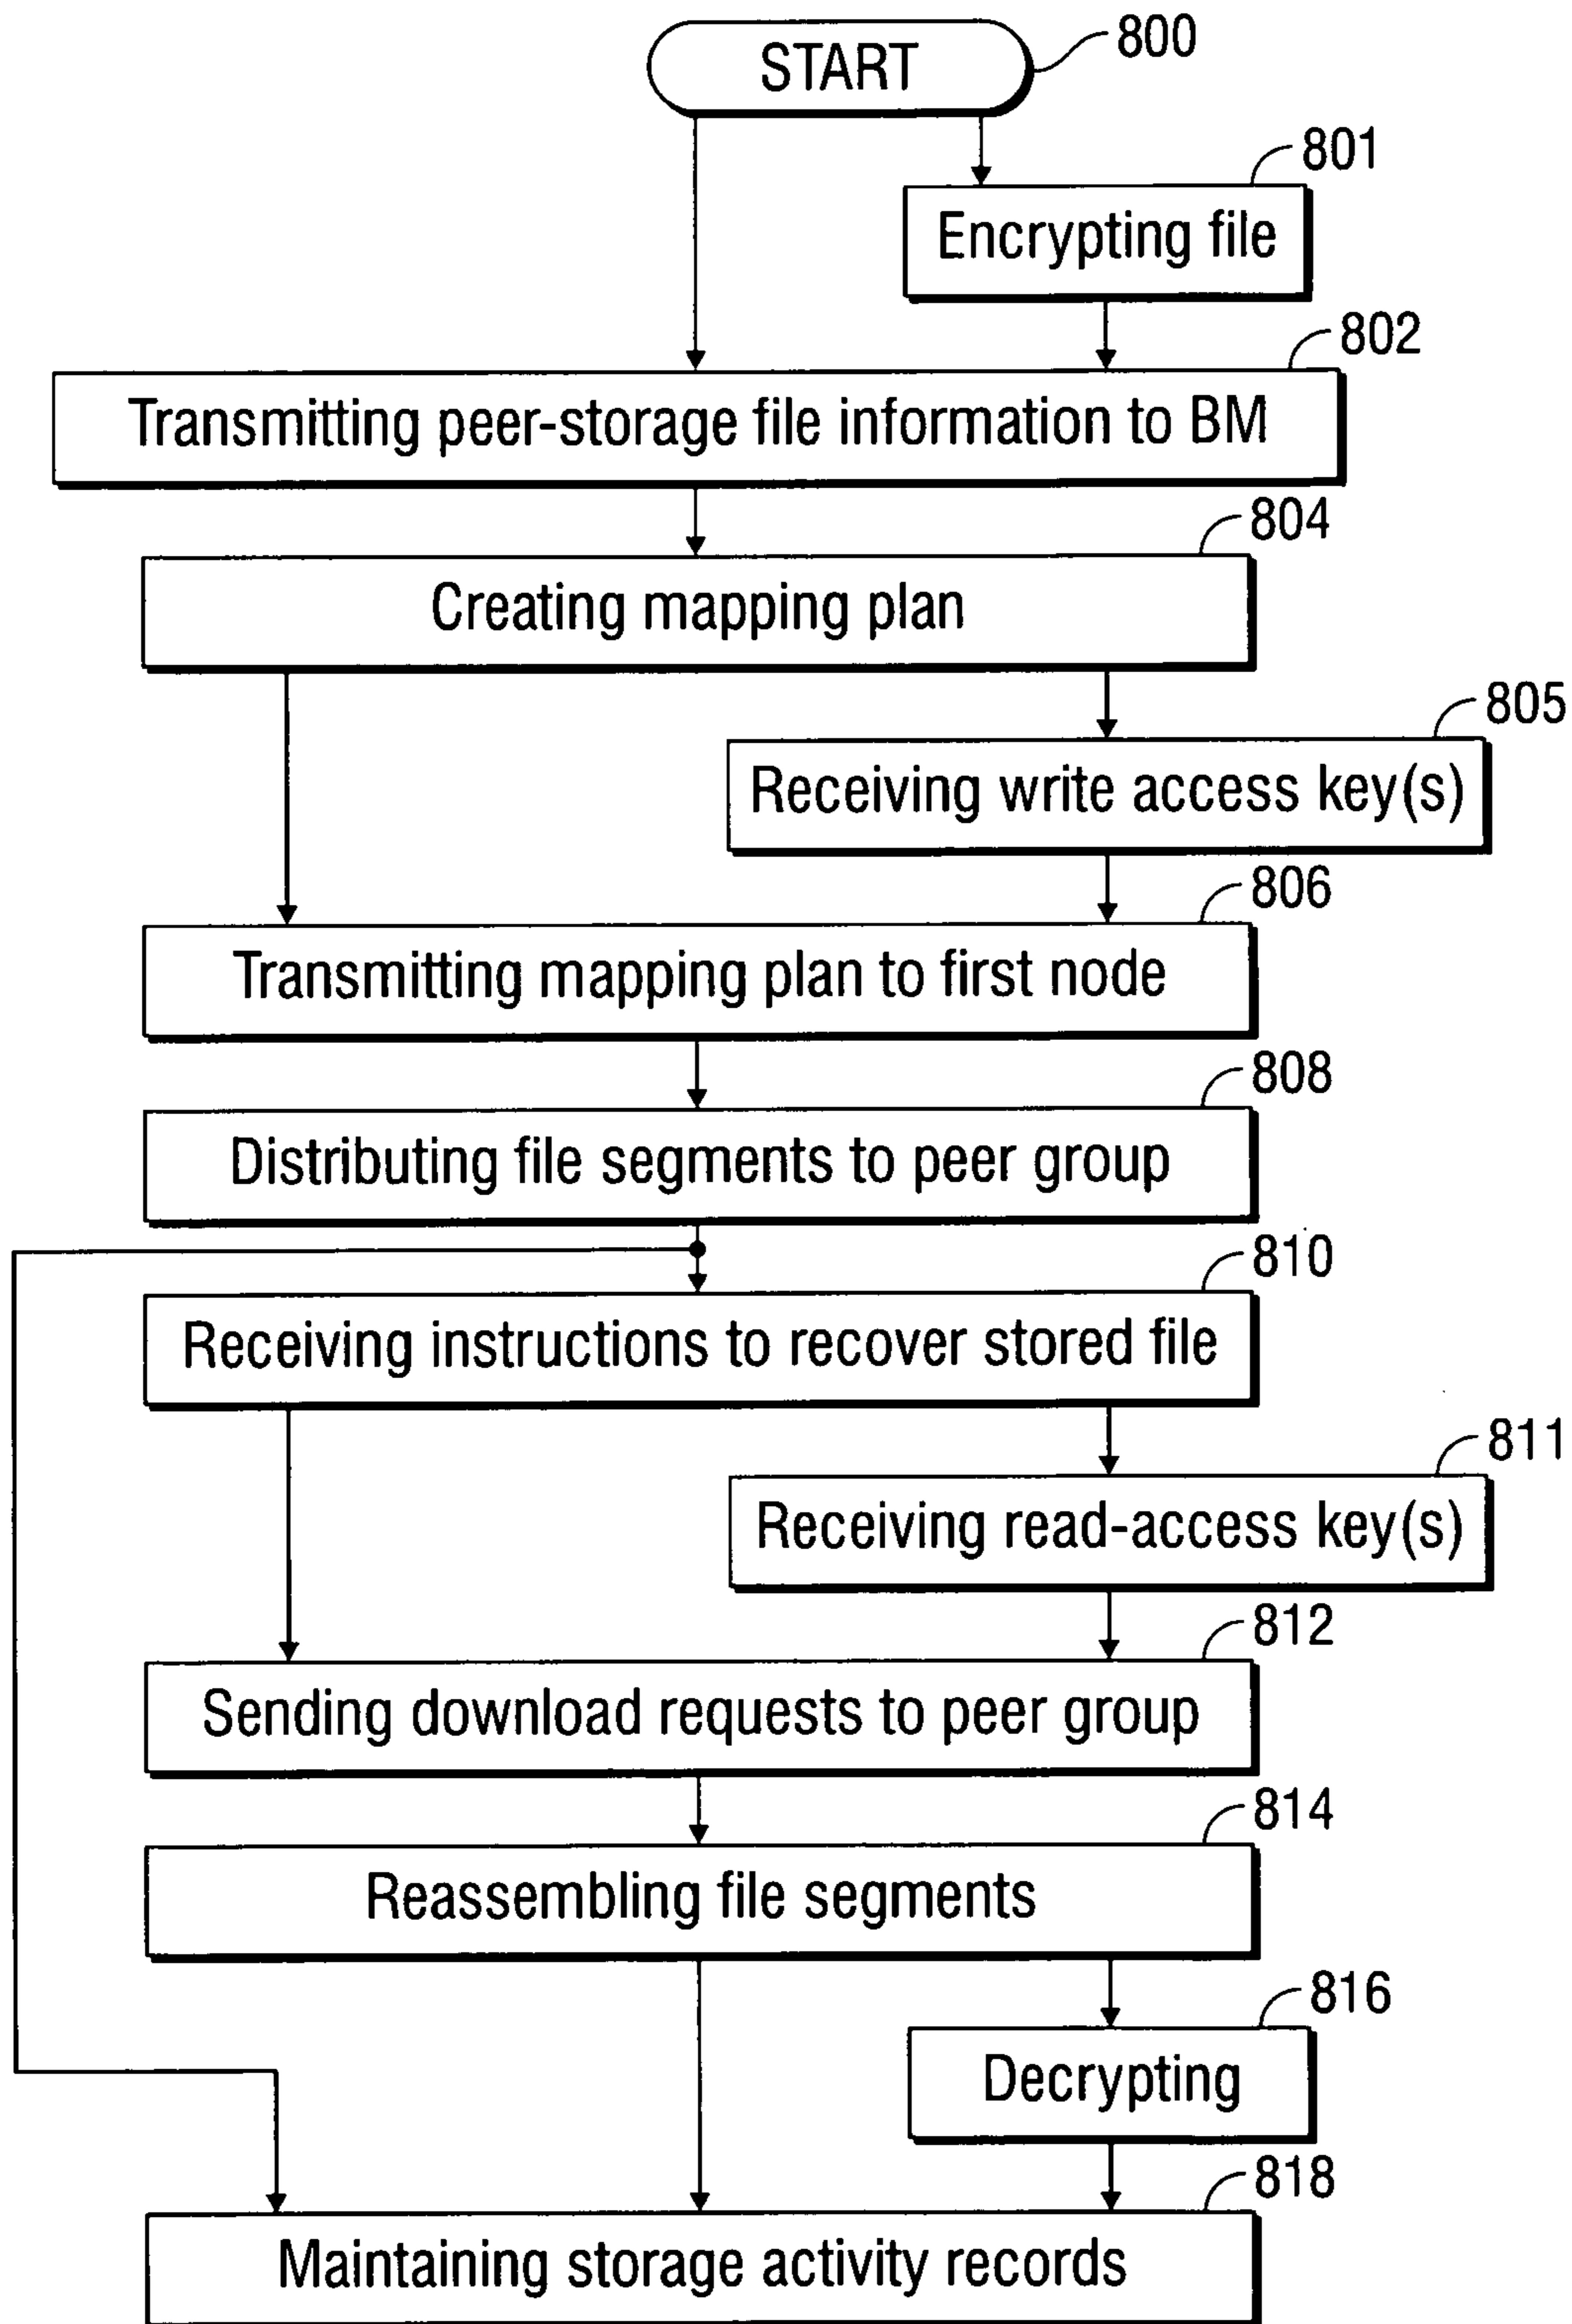 START
800
801
Encrypting file
802
Transmitting peer-storage file information to BM
804
Creating mapping plan
805
Receiving write access key(s)
806
Transmitting mapping plan to first node
808
Distributing file segments to peer group
810
Receiving instructions to recover stored file
811
Receiving read-access key(s)
812
Sending download requests to peer group
814
Reassembling file segments
816
Decrypting
818
Maintaining storage activity records